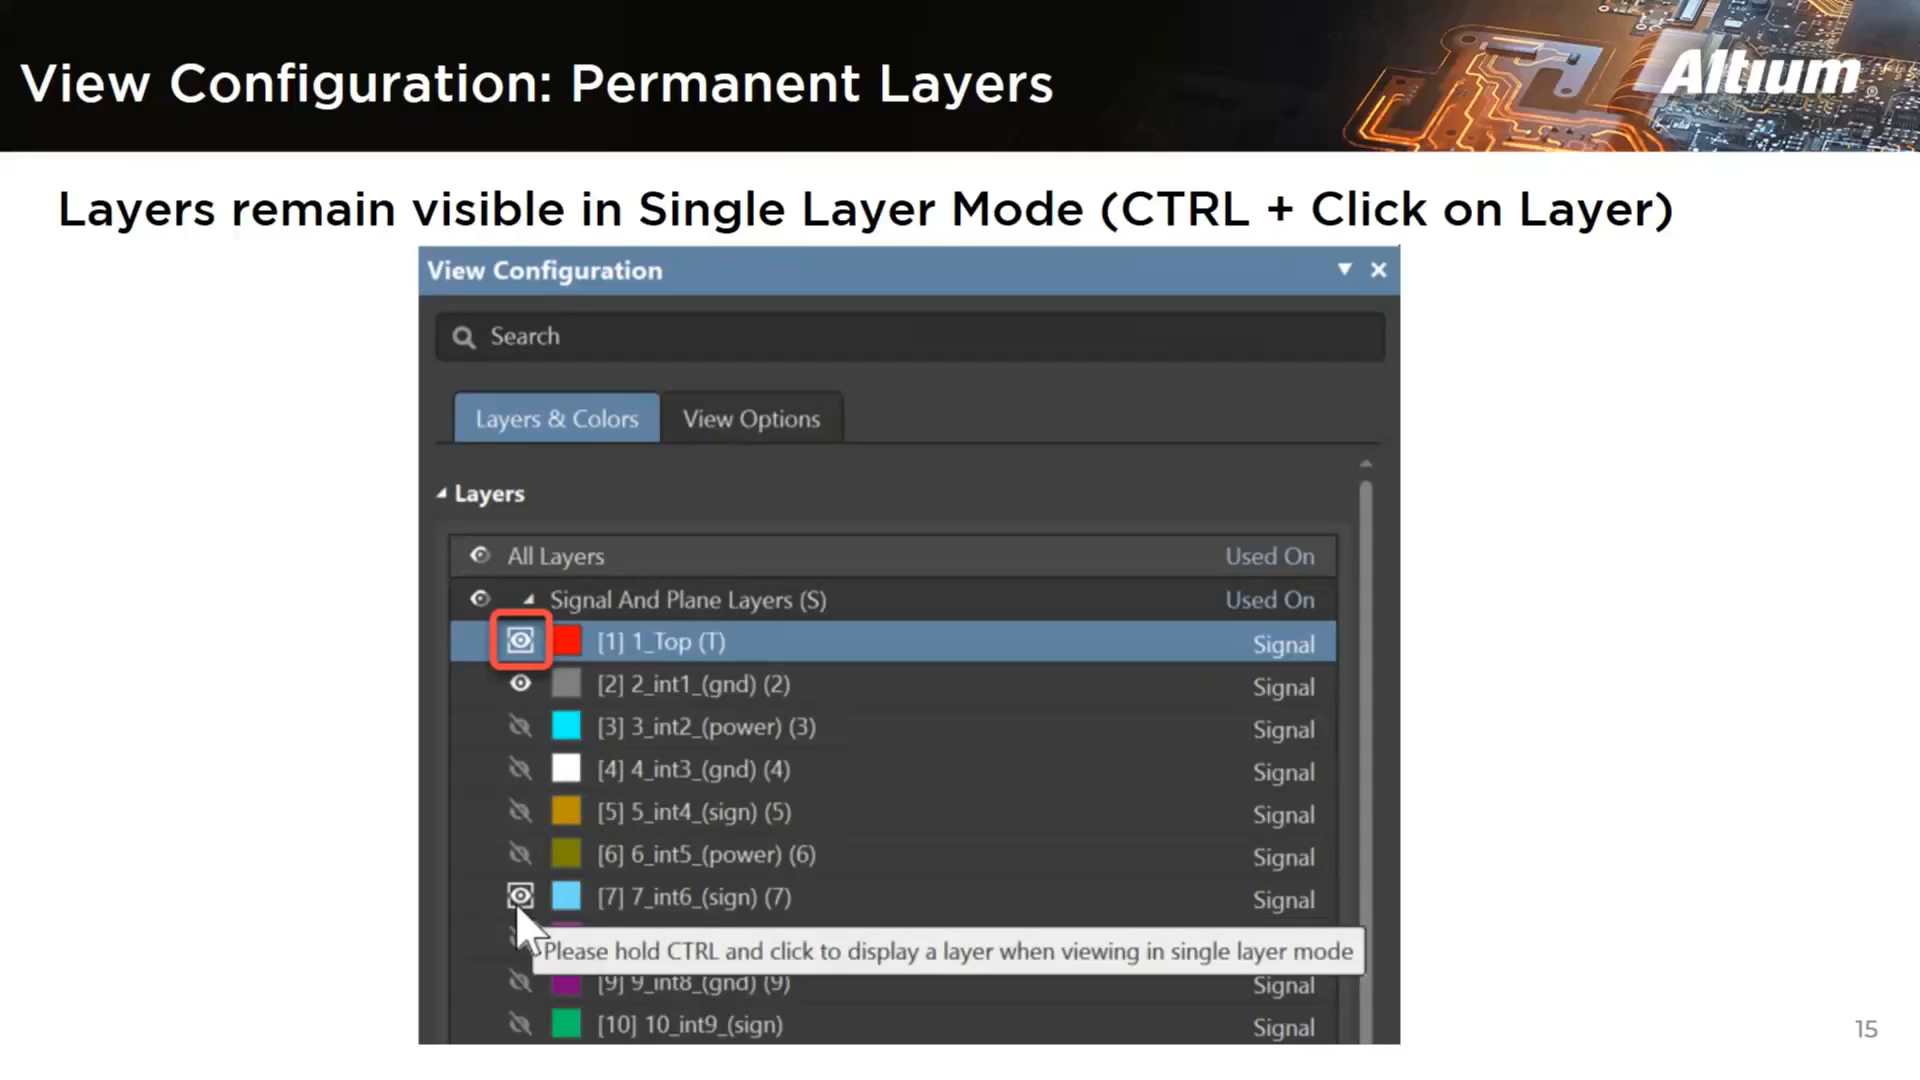 View Configuration: Permanent Layers
Altium®
Layers remain visible in Single Layer Mode (CTRL + Click on Layer)
View Configuration
Search
Layers & Colors View Options
Layers
All Layers Used On
Signal And Plane Layers (S) Used On
[1] 1_Top (T) Signal
[2] 2_int1_(gnd) (2) Signal
[3] 3_int2_(power) (3) Signal
[4] 4_int3_(gnd) (4) Signal
[5] 5_int4_(sign) (5) Signal
[6] 6_int5_(power) (6) Signal
[7] 7_int6_(sign) (7) Signal
Please hold CTRL and click to display a layer when viewing in single layer mode
[9] 9_int8_(gnd) (9) Signal
[10] 10_int9_(sign) Signal
15